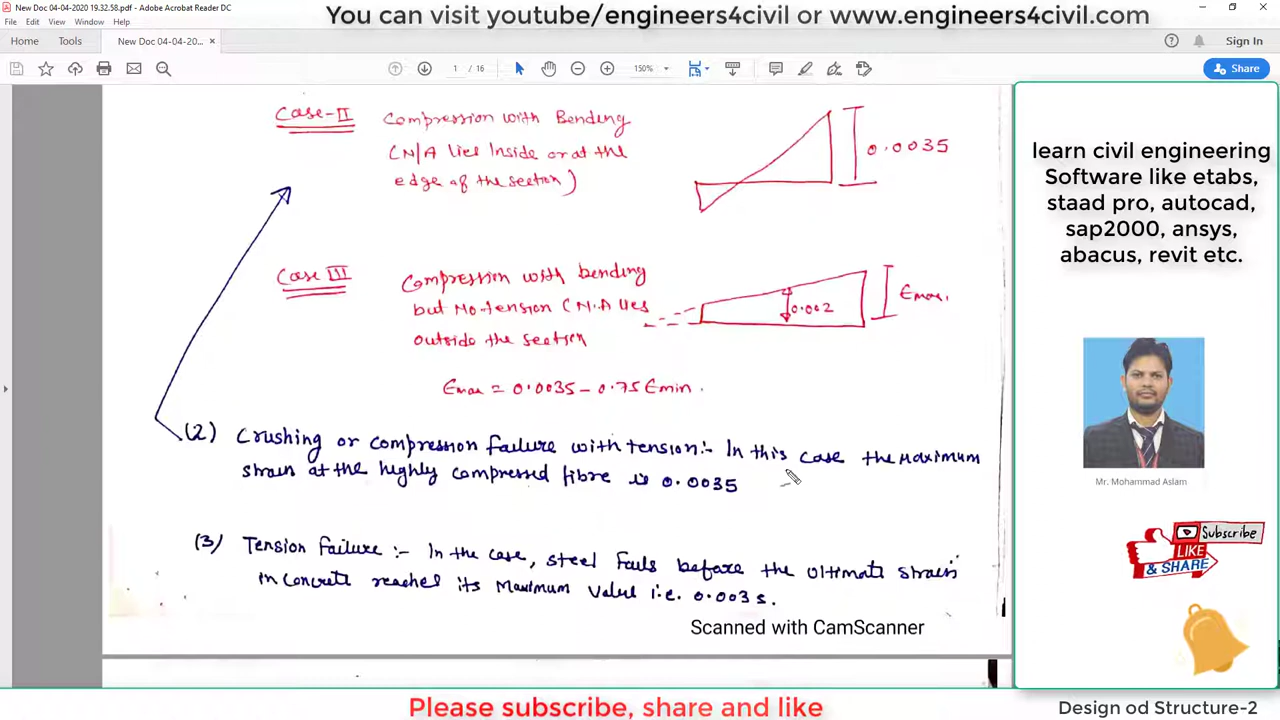 New Doc 04-04-2020 19.32.58.pdf - Adobe Acrobat Reader DC
You can visit youtube/engineers4civil or www.engineers4civil.com
File Edit View Window Help
Home Tools New Doc 04-04-20...
Sign In
1 / 16
150%
Share
Case-II Compression with Bending
(N/A lies Inside or at the
edge of the section)
0.0035
Case III Compression with bending
but No-tension (N.A lies
outside the section
0.002
Emax.
Emax = 0.0035 - 0.75 Emin.
(2) Crushing or compression failure with tension:- In this case the Maximum
strain at the highly compressed fibre is 0.0035
(3) Tension failure :- In the case, steel fails before the ultimate strain
in concrete reached its Maximum value i.e. 0.0035.
Scanned with CamScanner
learn civil engineering
Software like etabs,
staad pro, autocad,
sap2000, ansys,
abacus, revit etc.
Mr. Mohammad Aslam
Subscribe
LIKE
& SHARE
Please subscribe, share and like
Design od Structure-2